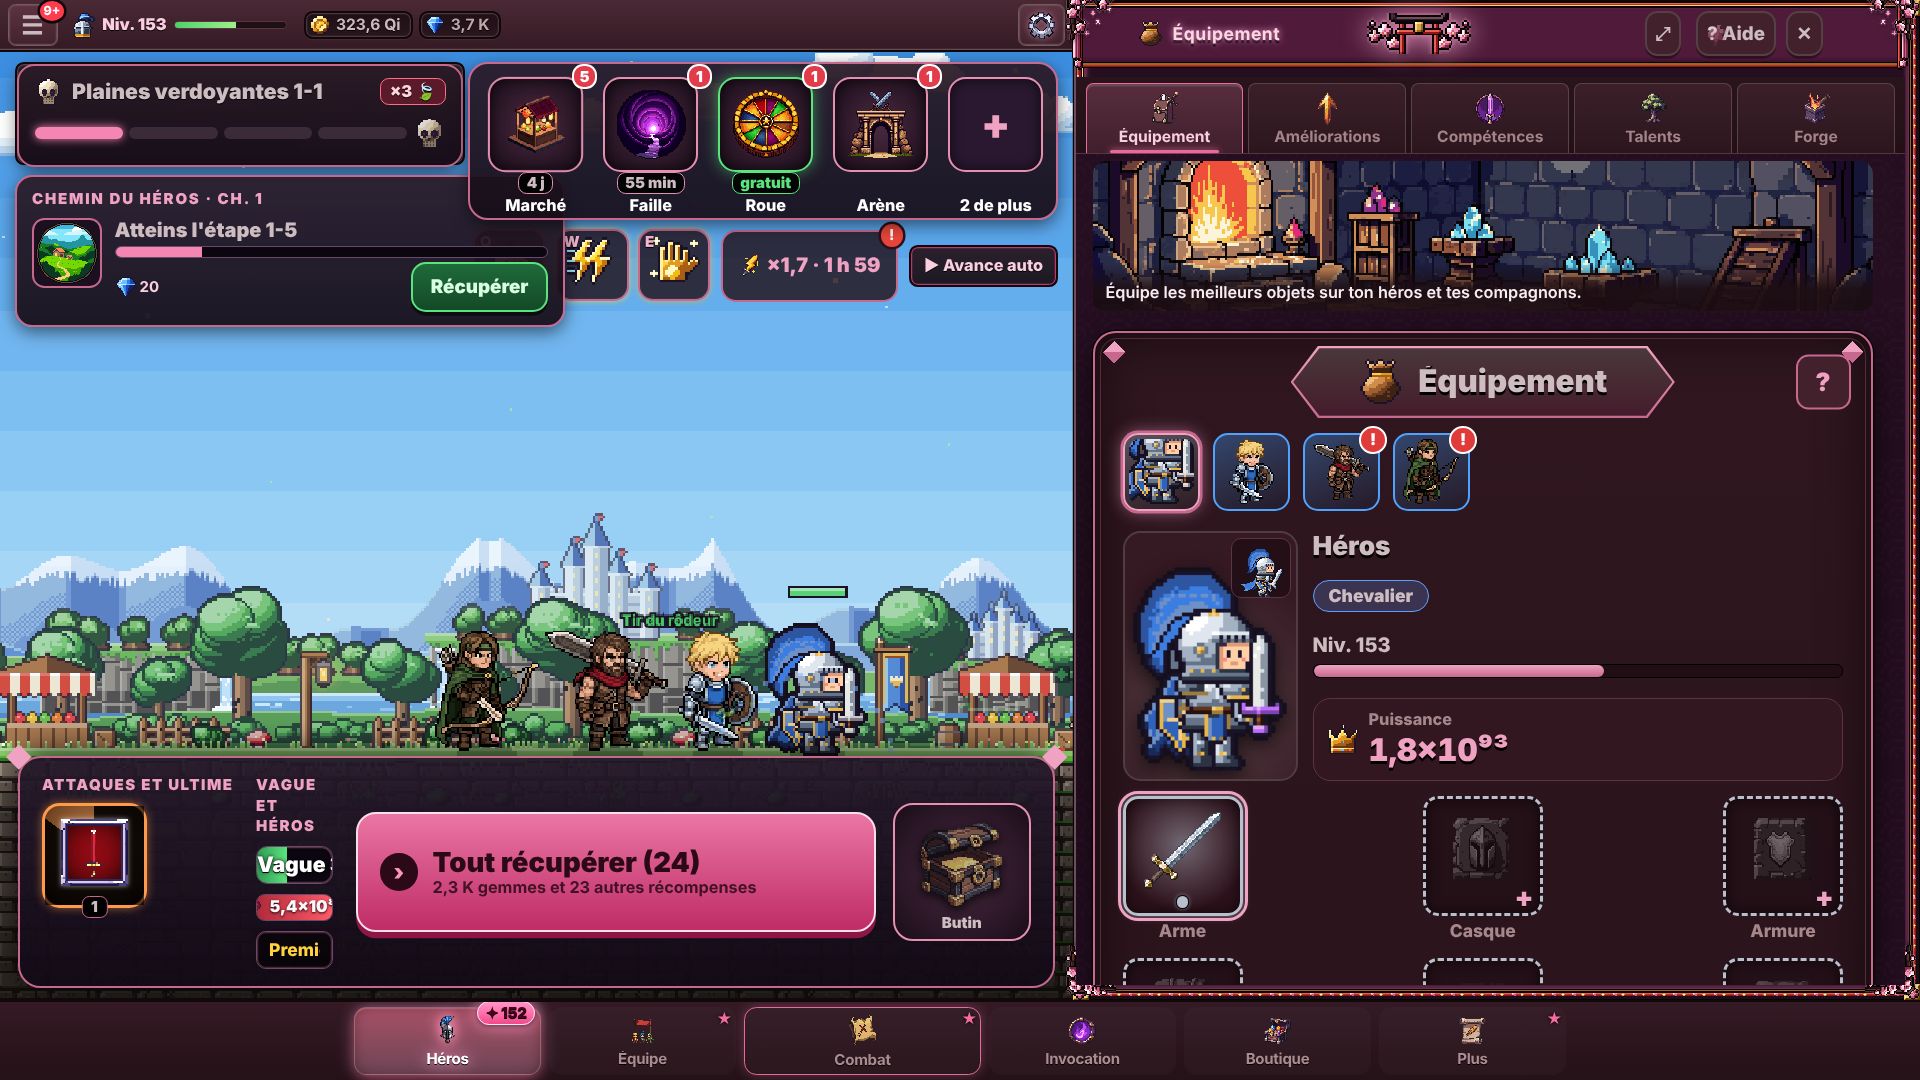 9+
Niv. 153
323,6 Qi
3,7 K
Plaines verdoyantes 1-1
×3
CHEMIN DU HÉROS · CH. 1
Atteins l'étape 1-5
20
Récupérer
5
4 j
Marché
1
55 min
Faille
1
gratuit
Roue
1
Arène
+
2 de plus
W
E
×1,7 · 1 h 59
!
▶ Avance auto
Tir du rôdeur
ATTAQUES ET ULTIME
1
VAGUE
ET
HÉROS
Vague
5,4×10
Premi
Tout récupérer (24)
2,3 K gemmes et 23 autres récompenses
Butin
Équipement
? Aide
×
Équipement
Améliorations
Compétences
Talents
Forge
Équipe les meilleurs objets sur ton héros et tes compagnons.
Équipement
?
!
!
Héros
Chevalier
Niv. 153
Puissance
1,8×10⁹³
Arme
Casque
Armure
152
Héros
Équipe
Combat
Invocation
Boutique
Plus